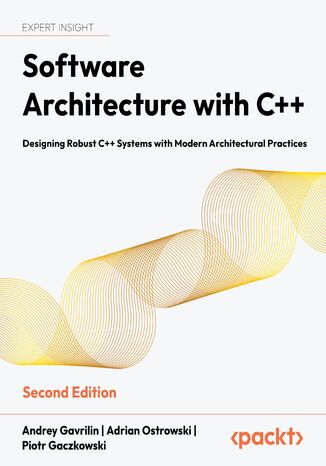 EXPERT INSIGHT
Software
Architecture with C++
Designing Robust C++ Systems with Modern Architectural Practices
Second Edition
Andrey Gavrilin | Adrian Ostrowski |
Piotr Gaczkowski
<packt>